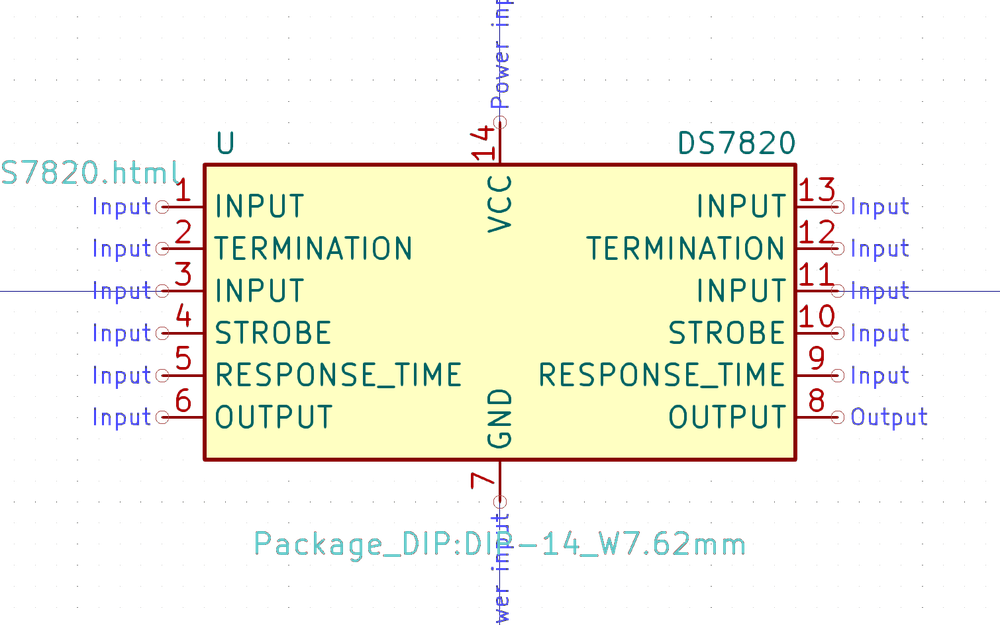 Power inp
U
DS7820
S7820.html
14
VCC
Input 1 INPUT
INPUT 13 Input
Input 2 TERMINATION
TERMINATION 12 Input
Input 3 INPUT
INPUT 11 Input
Input 4 STROBE
STROBE 10 Input
Input 5 RESPONSE_TIME
RESPONSE_TIME 9 Input
Input 6 OUTPUT
OUTPUT 8 Output
GND
7
Package_DIP:DIP-14_W7.62mm
wer input